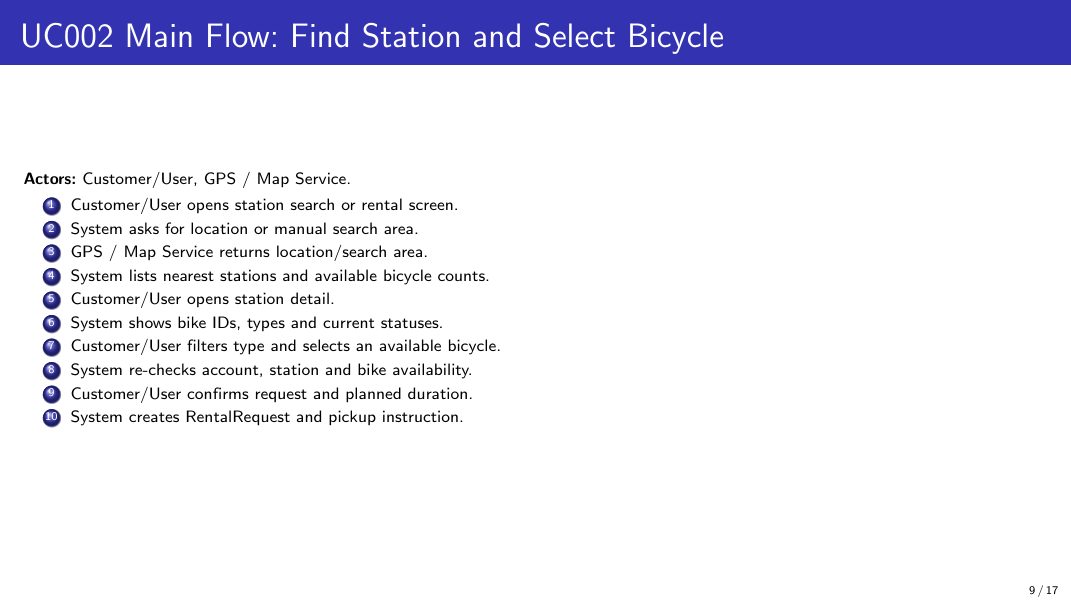 UC002 Main Flow: Find Station and Select Bicycle
Actors: Customer/User, GPS / Map Service.
1 Customer/User opens station search or rental screen.
2 System asks for location or manual search area.
3 GPS / Map Service returns location/search area.
4 System lists nearest stations and available bicycle counts.
5 Customer/User opens station detail.
6 System shows bike IDs, types and current statuses.
7 Customer/User filters type and selects an available bicycle.
8 System re-checks account, station and bike availability.
9 Customer/User confirms request and planned duration.
10 System creates RentalRequest and pickup instruction.
9 / 17